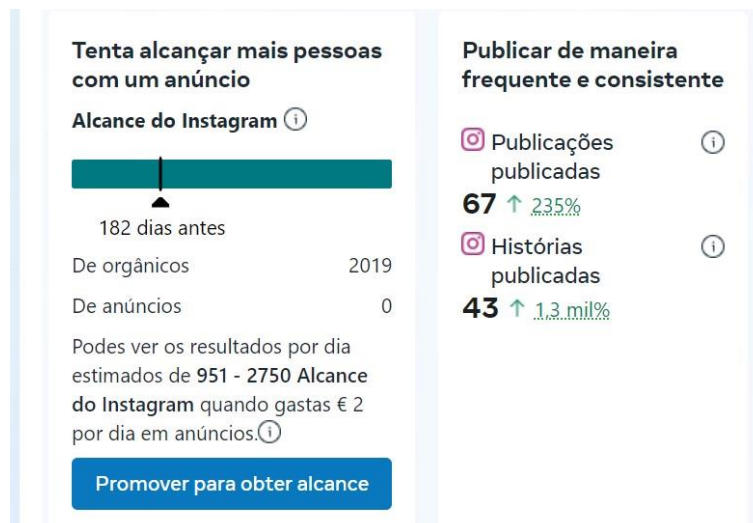 Tenta alcançar mais pessoas
com um anúncio
Alcance do Instagram
182 dias antes
De orgânicos 2019
De anúncios 0
Podes ver os resultados por dia
estimados de 951 - 2750 Alcance
do Instagram quando gastas € 2
por dia em anúncios.
Promover para obter alcance
Publicar de maneira
frequente e consistente
Publicações
publicadas
67 ↑ 235%
Histórias
publicadas
43 ↑ 1,3 mil%